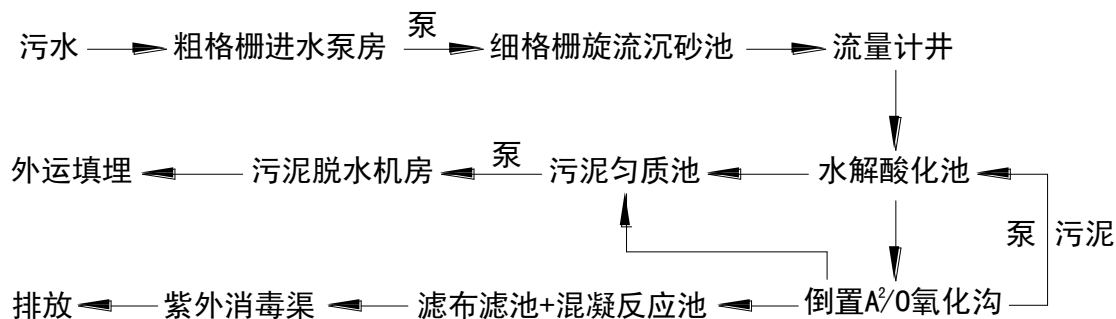 泵
污水 粗格栅进水泵房 细格栅旋流沉砂池 流量计井
泵
外运填埋 污泥脱水机房 污泥匀质池 水解酸化池
泵 污泥
排放 紫外消毒渠 滤布滤池+混凝反应池 倒置A²/O氧化沟